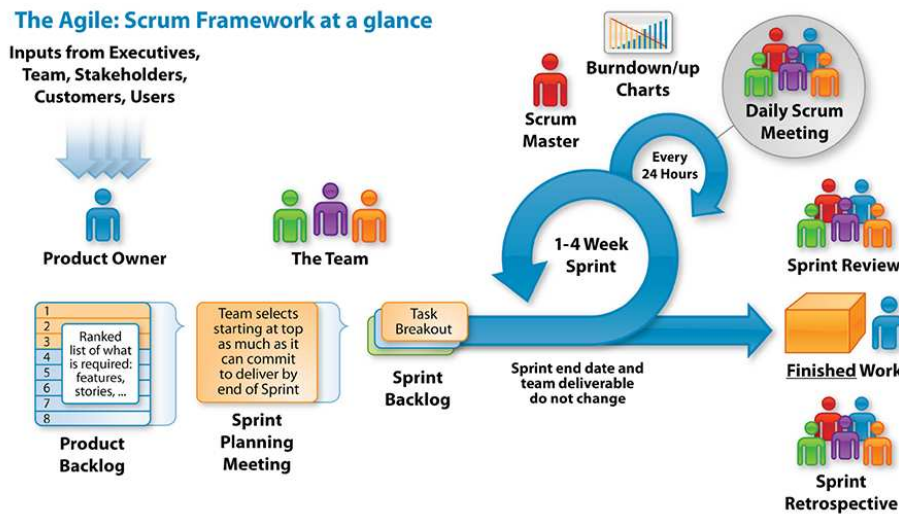 The Agile: Scrum Framework at a glance
Inputs from Executives,
Team, Stakeholders,
Customers, Users
Product Owner
The Team
Scrum
Master
Burndown/up
Charts
Daily Scrum
Meeting
Every
24 Hours
1-4 Week
Sprint
Sprint Review
1
2
3
4
5
6
7
8
Ranked
list of what
is required:
features,
stories, ...
Product
Backlog
Team selects
starting at top
as much as it
can commit
to deliver by
end of Sprint
Sprint
Planning
Meeting
Task
Breakout
Sprint
Backlog
Sprint end date and
team deliverable
do not change
Finished Work
Sprint
Retrospective